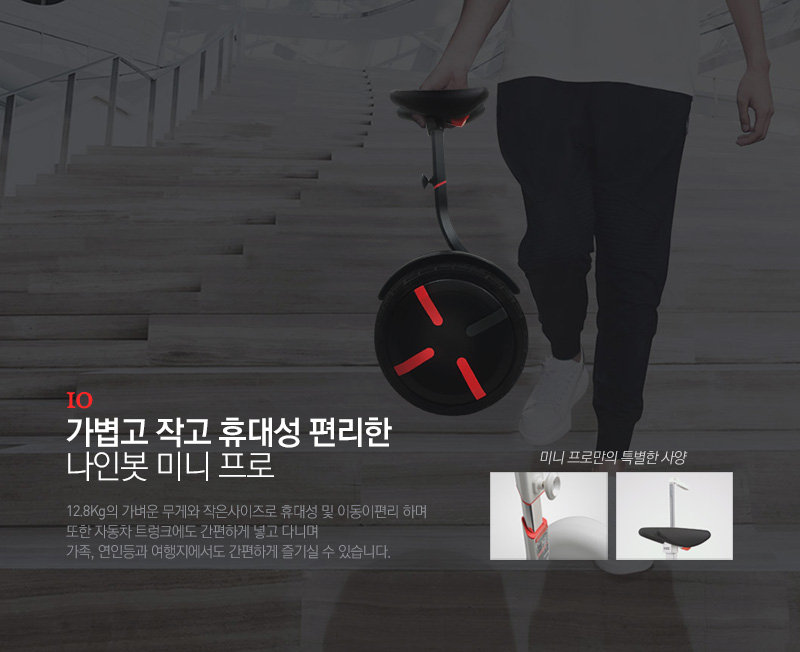 10
가볍고 작고 휴대성 편리한
나인봇 미니 프로
12.8Kg의 가벼운 무게와 작은사이즈로 휴대성 및 이동이편리 하며
또한 자동차 트렁크에도 간편하게 넣고 다니며
가족, 연인등과 여행지에서도 간편하게 즐기실 수 있습니다.
미니 프로만의 특별한 사양